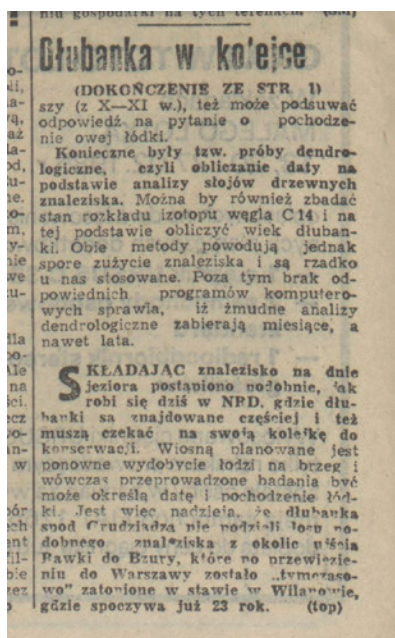 niu gospodarki na tych terenach.
Dłubanka w kolejce
(DOKOŃCZENIE ZE STR. 1)
szy (z X—XI w.), też może podsuwać
odpowiedź na pytanie o pochodze-
nie owej łódki.
Konieczne były tzw. próby dendro-
logiczne, czyli obliczanie daty na
podstawie analizy słojów drzewnych
znaleziska. Można by również zbadać
stan rozkładu izotopu węgla C 14 i na
tej podstawie obliczyć wiek dłuban-
ki. Obie metody powodują jednak
spore zużycie znaleziska i są rzadko
u nas stosowane. Poza tym brak od-
powiednich programów komputero-
wych sprawia, iż żmudne analizy
dendrologiczne zabierają miesiące, a
nawet lata.
SKŁADAJĄC znalezisko na dnie
jeziora postąpiono podobnie, jak
robi się dziś w NRD, gdzie dłu-
banki są znajdowane częściej i też
muszą czekać na swoją kolejkę do
konserwacji. Wiosną planowane jest
ponowne wydobycie łodzi na brzeg i
wówczas przeprowadzone badania być
może określą datę i pochodzenie łód-
ki. Jest więc nadzieja, że dłubanka
spod Grudziądza nie podzieli losu po-
dobnego znaleziska z okolic ujścia
Rawki do Bzury, które po przewiezie-
niu do Warszawy zostało „tymczaso-
wo" zatopione w stawie w Wilanowie,
gdzie spoczywa już 23 rok. (top)